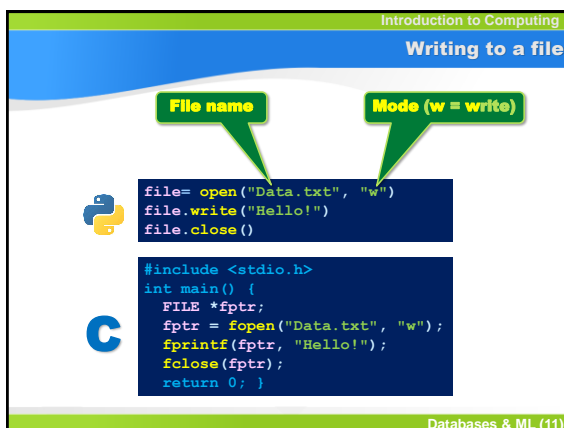 Introduction to Computing
Writing to a file
File name
Mode (w = write)
file= open("Data.txt", "w")
file.write("Hello!")
file.close()
#include <stdio.h>
int main() {
FILE *fptr;
fptr = fopen("Data.txt", "w");
fprintf(fptr, "Hello!");
fclose(fptr);
return 0; }
C
Databases & ML (11)